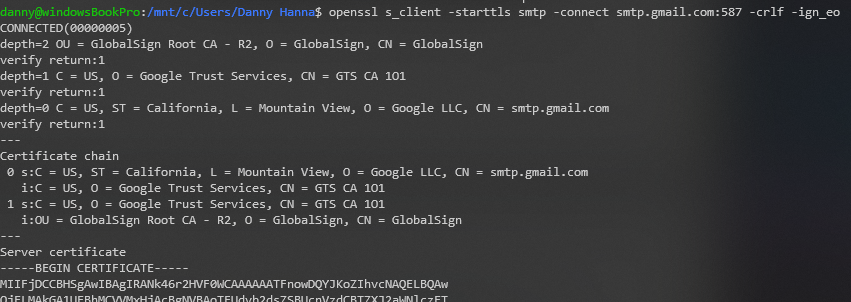 danny@windowsBookPro:/mnt/c/Users/Danny Hanna$ openssl s_client -starttls smtp -connect smtp.gmail.com:587 -crlf -ign_eo
CONNECTED(00000005)
depth=2 OU = GlobalSign Root CA - R2, O = GlobalSign, CN = GlobalSign
verify return:1
depth=1 C = US, O = Google Trust Services, CN = GTS CA 1O1
verify return:1
depth=0 C = US, ST = California, L = Mountain View, O = Google LLC, CN = smtp.gmail.com
verify return:1
---
Certificate chain
0 s:C = US, ST = California, L = Mountain View, O = Google LLC, CN = smtp.gmail.com
i:C = US, O = Google Trust Services, CN = GTS CA 1O1
1 s:C = US, O = Google Trust Services, CN = GTS CA 1O1
i:OU = GlobalSign Root CA - R2, O = GlobalSign, CN = GlobalSign
---
Server certificate
-----BEGIN CERTIFICATE-----
MIIFjDCCBHSgAwIBAgIRANk46r2HVF0WCAAAAAATFnowDQYJKoZIhvcNAQELBQAw